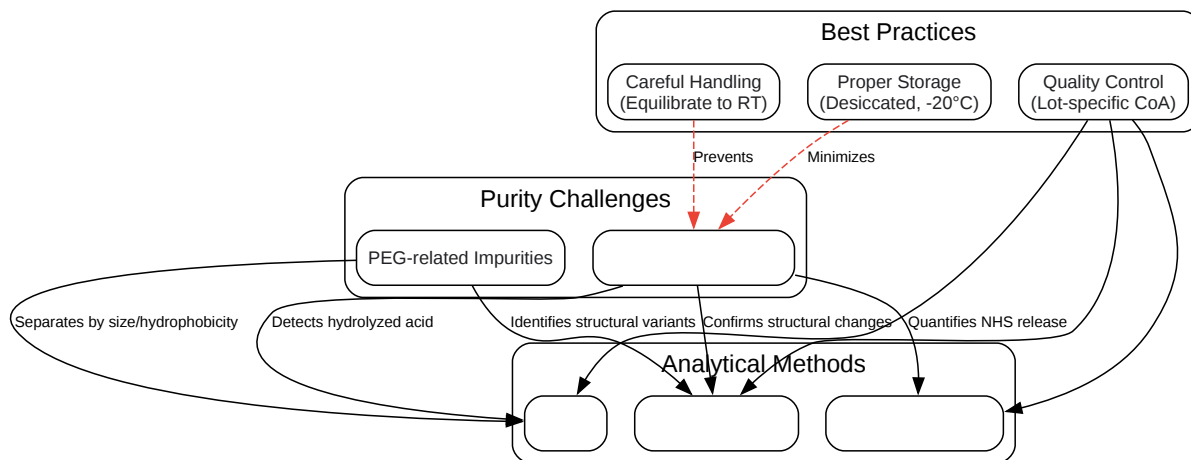 Best Practices
Careful Handling
(Equilibrate to RT)
Proper Storage
(Desiccated, -20°C)
Quality Control
(Lot-specific CoA)
Prevents
Minimizes
Purity Challenges
PEG-related Impurities
Separates by size/hydrophobicity
Detects hydrolyzed acid
Identifies structural variants
Confirms structural changes
Quantifies NHS release
Analytical Methods